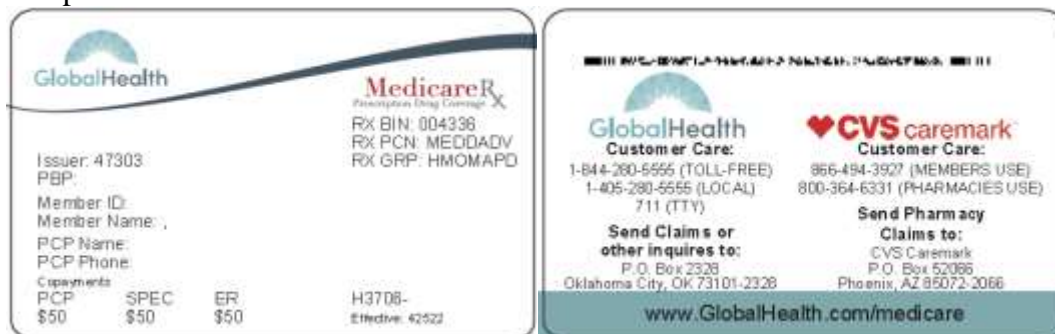 GlobalHealth
MedicareRx
Prescription Drug Coverage
RX BIN: 004336
RX PCN: MEDDADV
RX GRP: HMOMAPD
Issuer: 47303
PBP:
Member ID:
Member Name: ,
PCP Name:
PCP Phone:
Copayments
PCP SPEC ER
$50 $50 $50
H3706-
Effective: 42522
GlobalHealth
Customer Care:
1-844-280-5555 (TOLL-FREE)
1-405-280-5555 (LOCAL)
711 (TTY)
Send Claims or
other inquires to:
P.O. Box 2328
Oklahoma City, OK 73101-2328
CVS caremark
Customer Care:
866-494-3927 (MEMBERS USE)
800-364-6331 (PHARMACIES USE)
Send Pharmacy
Claims to:
CVS Caremark
P.O. Box 52066
Phoenix, AZ 85072-2066
www.GlobalHealth.com/medicare